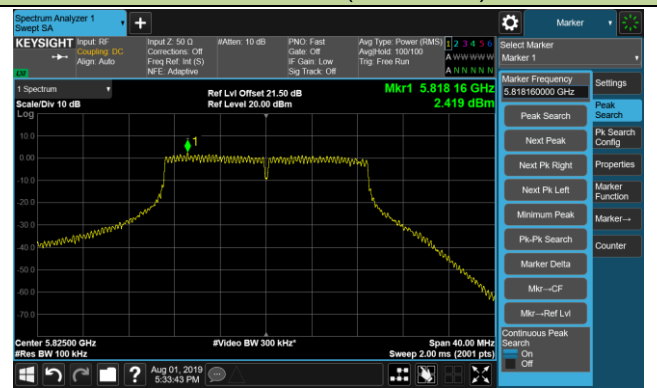 Spectrum Analyzer 1
Swept SA
Marker
KEYSIGHT
Input: RF
Coupling: DC
Align: Auto
Input Z: 50 Ω
Corrections: Off
Freq Ref: Int (S)
NFE: Adaptive
#Atten: 10 dB
PNO: Fast
Gate: Off
IF Gain: Low
Sig Track: Off
Avg Type: Power (RMS)
Avg|Hold: 100/100
Trig: Free Run
1 2 3 4 5 6
A W W W W W
A N N N N N
LXI
Select Marker
Marker 1
Marker Frequency
5.818160000 GHz
Settings
Peak Search
Next Peak
Next Pk Right
Next Pk Left
Minimum Peak
Pk-Pk Search
Marker Delta
Mkr→CF
Mkr→Ref Lvl
Continuous Peak
Search
On
Off
Peak
Search
Pk Search
Config
Properties
Marker
Function
Marker→
Counter
1 Spectrum
Scale/Div 10 dB
Log
Ref Lvl Offset 21.50 dB
Ref Level 20.00 dBm
Mkr1 5.818 16 GHz
2.419 dBm
1
10.0
0.00
-10.0
-20.0
-30.0
-40.0
-50.0
-60.0
-70.0
Center 5.82500 GHz
#Res BW 100 kHz
#Video BW 300 kHz*
Span 40.00 MHz
Sweep 2.00 ms (2001 pts)
?
Aug 01, 2019
5:33:43 PM